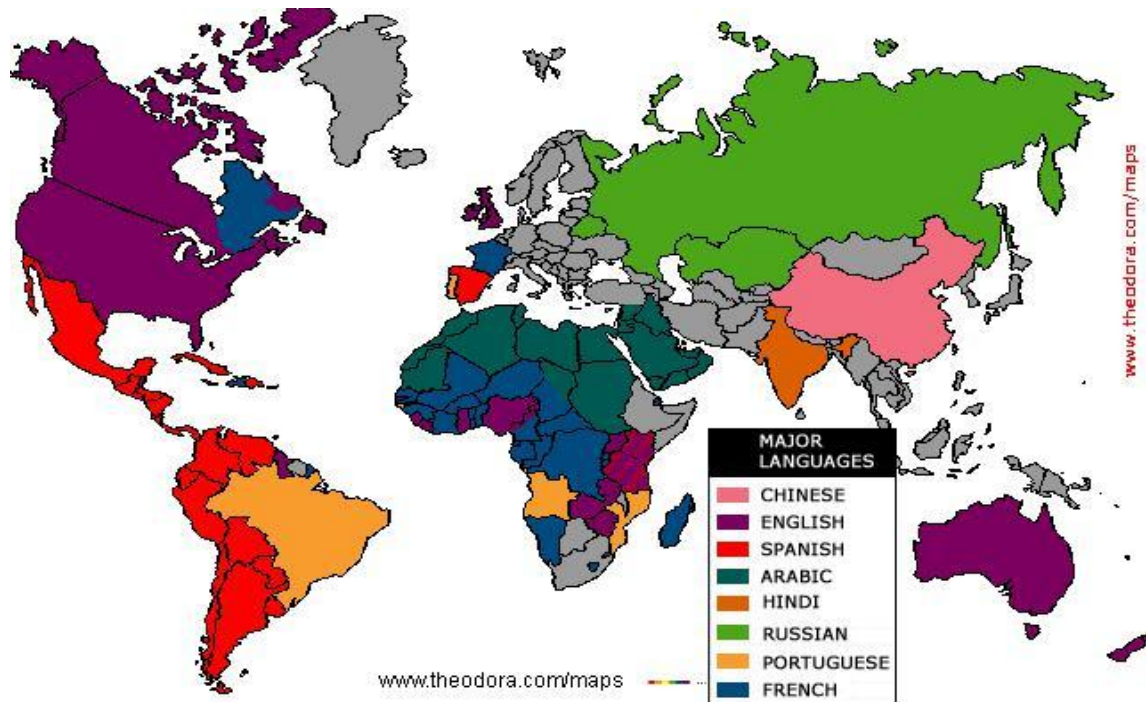 www.theodora.com/maps
MAJOR
LANGUAGES
CHINESE
ENGLISH
SPANISH
ARABIC
HINDI
RUSSIAN
PORTUGUESE
FRENCH
www.theodora.com/maps